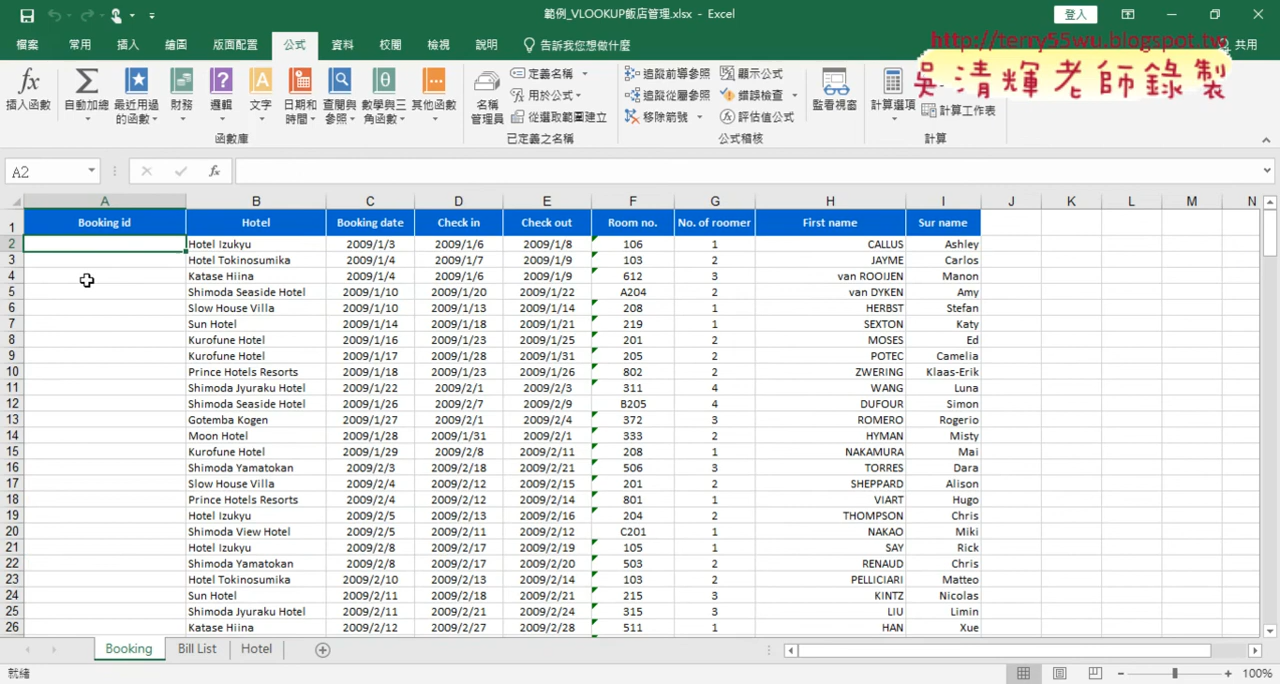 範例_VLOOKUP飯店管理.xlsx - Excel
登入
檔案 常用 插入 繪圖 版面配置 公式 資料 校閱 檢視 說明 告訴我您想做什麼 共用
http://terry55wu.blogspot.tw
吳清輝老師錄製
插入函數 自動加總 最近用過的函數 財務 邏輯 文字 日期和時間 查閱與參照 數學與三角函數 其他函數
函數庫
名稱管理員 定義名稱 用於公式 從選取範圍建立
已定義之名稱
追蹤前導參照 追蹤從屬參照 移除箭號 顯示公式 錯誤檢查 評估值公式
公式稽核
監看視窗
計算選項 計算工作表
計算
A2 fx
A B C D E F G H I J K L M N
1 Booking id Hotel Booking date Check in Check out Room no. No. of roomer First name Sur name
2 Hotel Izukyu 2009/1/3 2009/1/6 2009/1/8 106 1 CALLUS Ashley
3 Hotel Tokinosumika 2009/1/4 2009/1/7 2009/1/9 103 2 JAYME Carlos
4 Katase Hiina 2009/1/4 2009/1/6 2009/1/9 612 3 van ROOIJEN Manon
5 Shimoda Seaside Hotel 2009/1/10 2009/1/20 2009/1/22 A204 2 van DYKEN Amy
6 Slow House Villa 2009/1/10 2009/1/13 2009/1/14 208 1 HERBST Stefan
7 Sun Hotel 2009/1/14 2009/1/18 2009/1/21 219 1 SEXTON Katy
8 Kurofune Hotel 2009/1/16 2009/1/23 2009/1/25 201 2 MOSES Ed
9 Kurofune Hotel 2009/1/17 2009/1/28 2009/1/31 205 2 POTEC Camelia
10 Prince Hotels Resorts 2009/1/18 2009/1/23 2009/1/26 802 2 ZWERING Klaas-Erik
11 Shimoda Jyuraku Hotel 2009/1/22 2009/2/1 2009/2/3 311 4 WANG Luna
12 Shimoda Seaside Hotel 2009/1/26 2009/2/7 2009/2/9 B205 4 DUFOUR Simon
13 Gotemba Kogen 2009/1/27 2009/2/1 2009/2/4 372 3 ROMERO Rogerio
14 Moon Hotel 2009/1/28 2009/1/31 2009/2/1 333 2 HYMAN Misty
15 Kurofune Hotel 2009/1/29 2009/2/8 2009/2/11 208 1 NAKAMURA Mai
16 Shimoda Yamatokan 2009/2/3 2009/2/18 2009/2/21 506 3 TORRES Dara
17 Slow House Villa 2009/2/4 2009/2/12 2009/2/15 201 2 SHEPPARD Alison
18 Prince Hotels Resorts 2009/2/4 2009/2/12 2009/2/14 801 1 VIART Hugo
19 Hotel Izukyu 2009/2/5 2009/2/13 2009/2/16 204 2 THOMPSON Chris
20 Shimoda View Hotel 2009/2/5 2009/2/11 2009/2/12 C201 1 NAKAO Miki
21 Hotel Izukyu 2009/2/8 2009/2/17 2009/2/19 105 1 SAY Rick
22 Shimoda Yamatokan 2009/2/8 2009/2/17 2009/2/20 503 2 RENAUD Chris
23 Hotel Tokinosumika 2009/2/10 2009/2/13 2009/2/14 103 2 PELLICIARI Matteo
24 Sun Hotel 2009/2/11 2009/2/18 2009/2/21 215 3 KINTZ Nicolas
25 Shimoda Jyuraku Hotel 2009/2/11 2009/2/21 2009/2/24 315 3 LIU Limin
26 Katase Hiina 2009/2/12 2009/2/27 2009/2/28 511 1 HAN Xue
Booking Bill List Hotel
就緒 100%